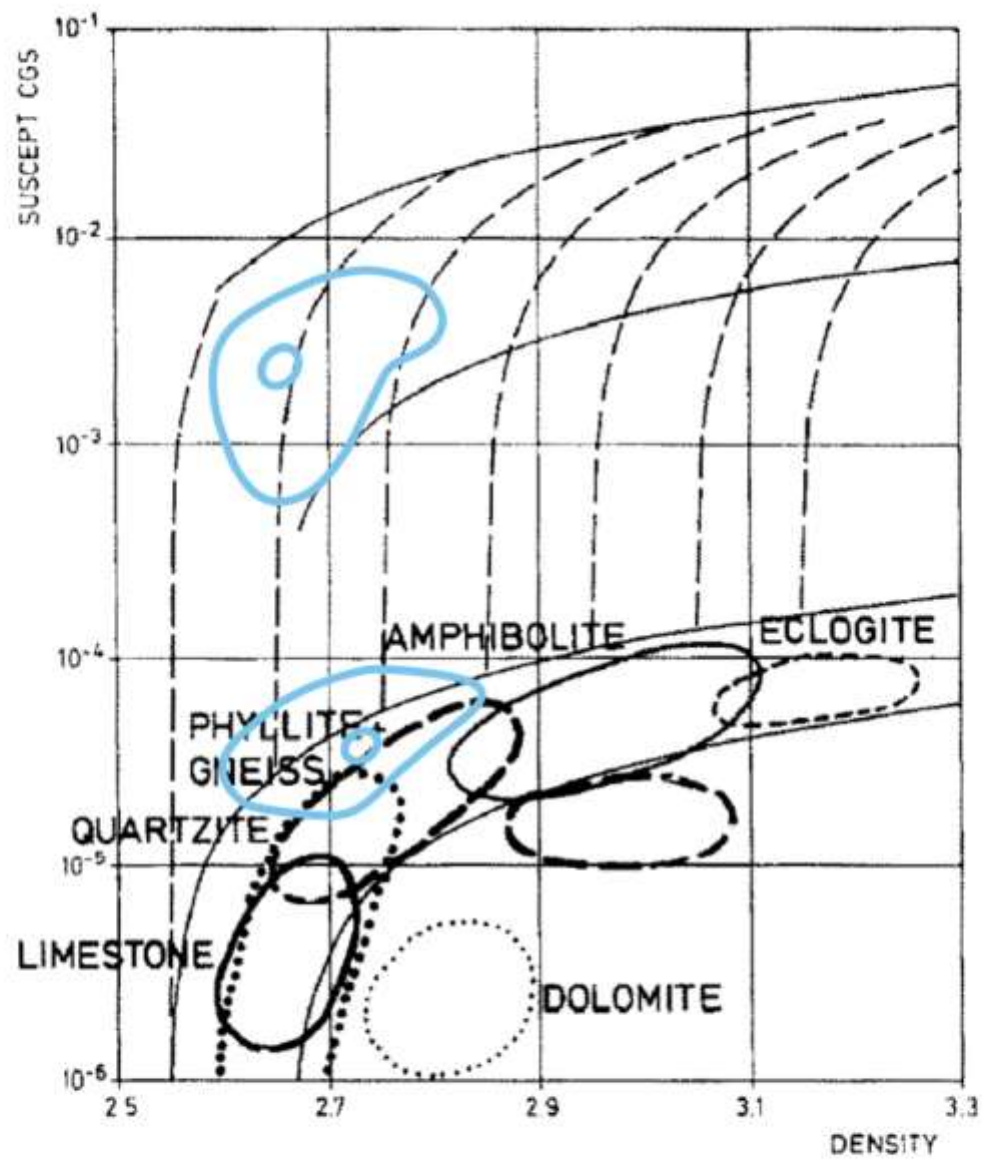 SUSCEPT CGS
10⁻¹
10⁻²
10⁻³
10⁻⁴
10⁻⁵
10⁻⁶
AMPHIBOLITE
ECLOGITE
PHYLLITE +
GNEISS
QUARTZITE
LIMESTONE
DOLOMITE
2.5
2.7
2.9
3.1
3.3
DENSITY